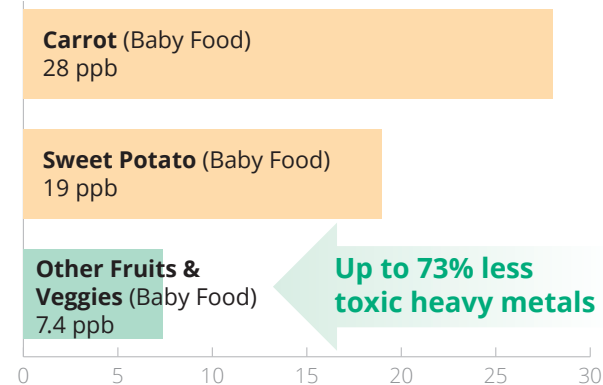 Carrot (Baby Food)
28 ppb
Sweet Potato (Baby Food)
19 ppb
Other Fruits &
Veggies (Baby Food)
7.4 ppb
Up to 73% less
toxic heavy metals
0 5 10 15 20 25 30